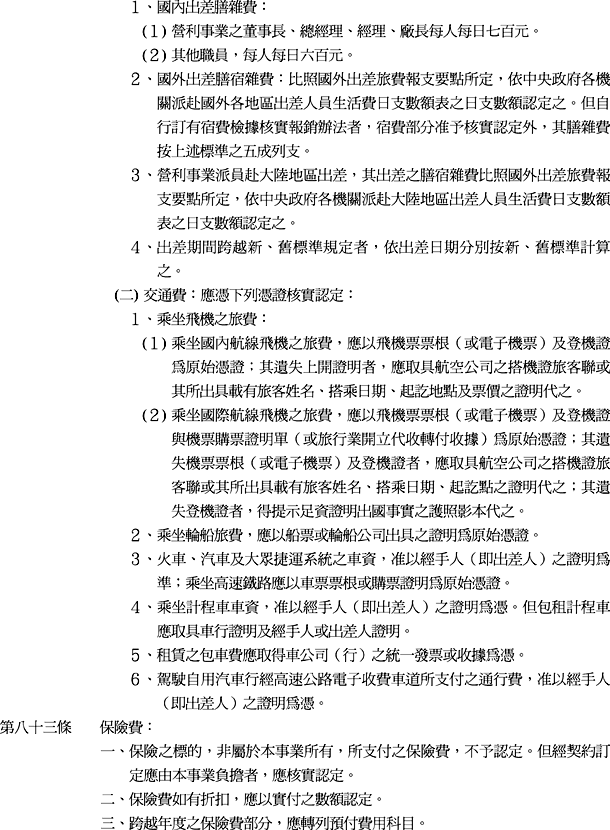 １、國內出差膳雜費：
(１) 營利事業之董事長、總經理、經理、廠長每人每日七百元。
(２) 其他職員，每人每日六百元。
２、國外出差膳宿雜費：比照國外出差旅費報支要點所定，依中央政府各機
關派赴國外各地區出差人員生活費日支數額表之日支數額認定之。但自
行訂有宿費檢據核實報銷辦法者，宿費部分准予核實認定外，其膳雜費
按上述標準之五成列支。
３、營利事業派員赴大陸地區出差，其出差之膳宿雜費比照國外出差旅費報
支要點所定，依中央政府各機關派赴大陸地區出差人員生活費日支數額
表之日支數額認定之。
４、出差期間跨越新、舊標準規定者，依出差日期分別按新、舊標準計算
之。
(二) 交通費：應憑下列憑證核實認定：
１、乘坐飛機之旅費：
(１) 乘坐國內航線飛機之旅費，應以飛機票票根（或電子機票）及登機證
為原始憑證；其遺失上開證明者，應取具航空公司之搭機證旅客聯或
其所出具載有旅客姓名、搭乘日期、起訖地點及票價之證明代之。
(２) 乘坐國際航線飛機之旅費，應以飛機票票根（或電子機票）及登機證
與機票購票證明單（或旅行業開立代收轉付收據）為原始憑證；其遺
失機票票根（或電子機票）及登機證者，應取具航空公司之搭機證旅
客聯或其所出具載有旅客姓名、搭乘日期、起訖點之證明代之；其遺
失登機證者，得提示足資證明出國事實之護照影本代之。
２、乘坐輪船旅費，應以船票或輪船公司出具之證明為原始憑證。
３、火車、汽車及大眾捷運系統之車資，准以經手人（即出差人）之證明為
準；乘坐高速鐵路應以車票票根或購票證明為原始憑證。
４、乘坐計程車車資，准以經手人（即出差人）之證明為憑。但包租計程車
應取具車行證明及經手人或出差人證明。
５、租賃之包車費應取得車公司（行）之統一發票或收據為憑。
６、駕駛自用汽車行經高速公路電子收費車道所支付之通行費，准以經手人
（即出差人）之證明為憑。
第八十三條　　保險費：
一、保險之標的，非屬於本事業所有，所支付之保險費，不予認定。但經契約訂
定應由本事業負擔者，應核實認定。
二、保險費如有折扣，應以實付之數額認定。
三、跨越年度之保險費部分，應轉列預付費用科目。